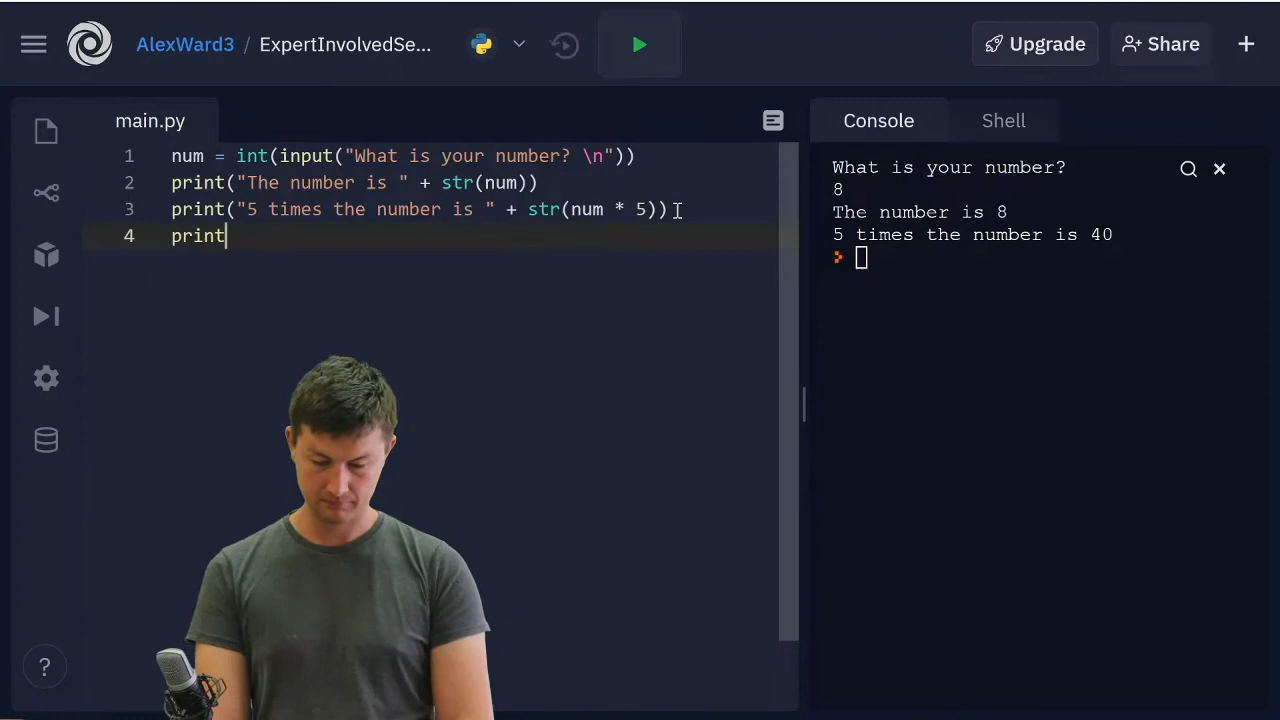 AlexWard3 / ExpertInvolvedSe...
Upgrade
Share
main.py
1 num = int(input("What is your number? \n"))
2 print("The number is " + str(num))
3 print("5 times the number is " + str(num * 5))
4 print
?
Console
Shell
What is your number?
8
The number is 8
5 times the number is 40